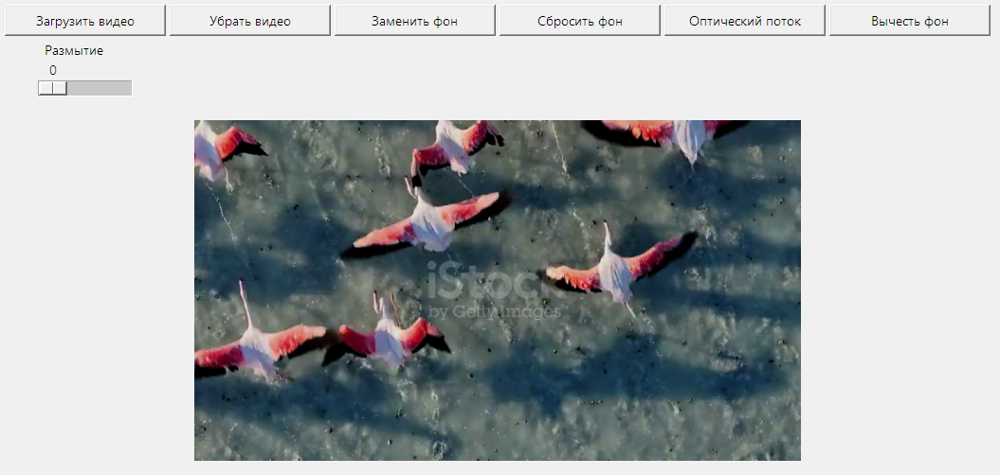 Загрузить видео
Убрать видео
Заменить фон
Сбросить фон
Оптический поток
Вычесть фон
Размытие
0
iStock
by Getty Images